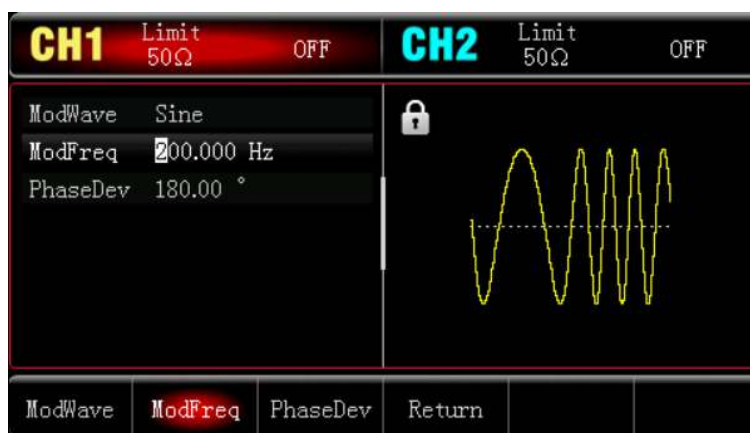 CH1 Limit 50Ω OFF CH2 Limit 50Ω OFF
ModWave Sine
ModFreq 200.000 Hz
PhaseDev 180.00 °
ModWave ModFreq PhaseDev Return